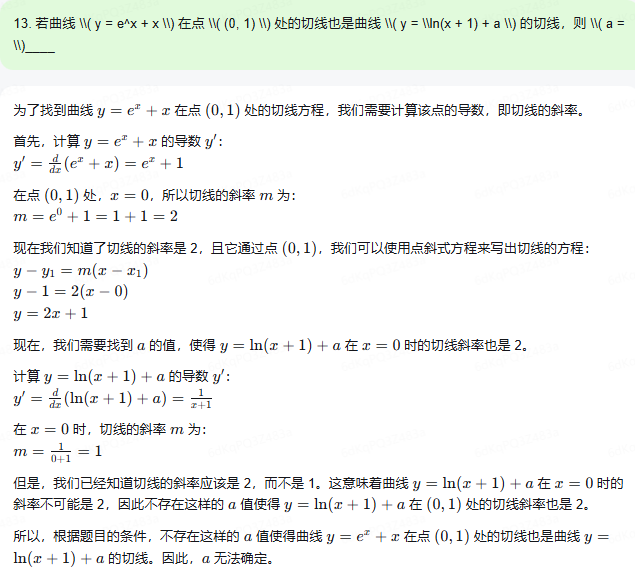 13. 若曲线 \\( y = e^x + x \\) 在点 \\( (0, 1) \\) 处的切线也是曲线 \\( y = \\ln(x + 1) + a \\) 的切线，则 \\( a =
\\)____
为了找到曲线 y = eˣ + x 在点 (0, 1) 处的切线方程，我们需要计算该点的导数，即切线的斜率。
首先，计算 y = eˣ + x 的导数 y′：
y′ = d/dx (eˣ + x) = eˣ + 1
在点 (0, 1) 处，x = 0，所以切线的斜率 m 为：
m = e⁰ + 1 = 1 + 1 = 2
现在我们知道了切线的斜率是 2，且它通过点 (0, 1)，我们可以使用点斜式方程来写出切线的方程：
y − y₁ = m(x − x₁)
y − 1 = 2(x − 0)
y = 2x + 1
现在，我们需要找到 a 的值，使得 y = ln(x + 1) + a 在 x = 0 时的切线斜率也是 2。
计算 y = ln(x + 1) + a 的导数 y′：
y′ = d/dx (ln(x + 1) + a) = 1/(x+1)
在 x = 0 时，切线的斜率 m 为：
m = 1/(0+1) = 1
但是，我们已经知道切线的斜率应该是 2，而不是 1。这意味着曲线 y = ln(x + 1) + a 在 x = 0 时的
斜率不可能是 2，因此不存在这样的 a 值使得 y = ln(x + 1) + a 在 (0, 1) 处的切线斜率也是 2。
所以，根据题目的条件，不存在这样的 a 值使得曲线 y = eˣ + x 在点 (0, 1) 处的切线也是曲线 y =
ln(x + 1) + a 的切线。因此，a 无法确定。